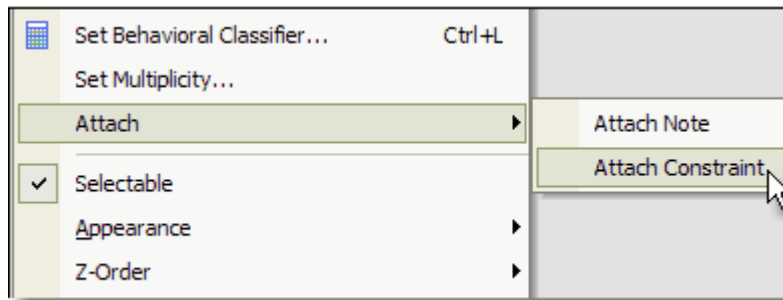 Set Behavioral Classifier... Ctrl+L
Set Multiplicity...
Attach
Attach Note
Attach Constraint
Selectable
Appearance
Z-Order